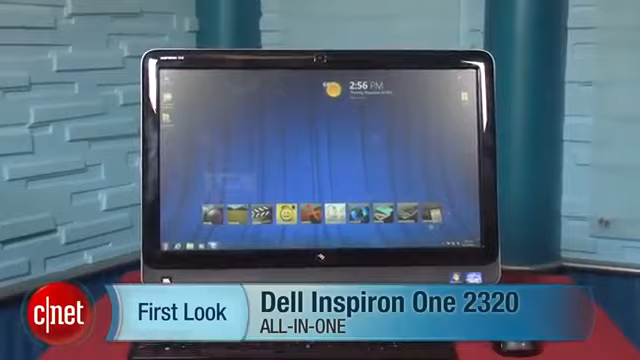 2:56 PM
c|net
First Look
Dell Inspiron One 2320
ALL-IN-ONE